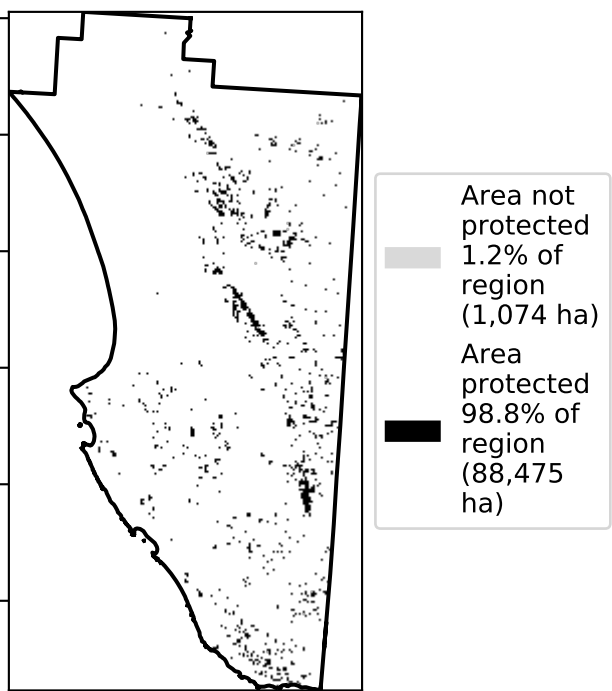 Area not
protected
1.2% of
region
(1,074 ha)
Area
protected
98.8% of
region
(88,475
ha)